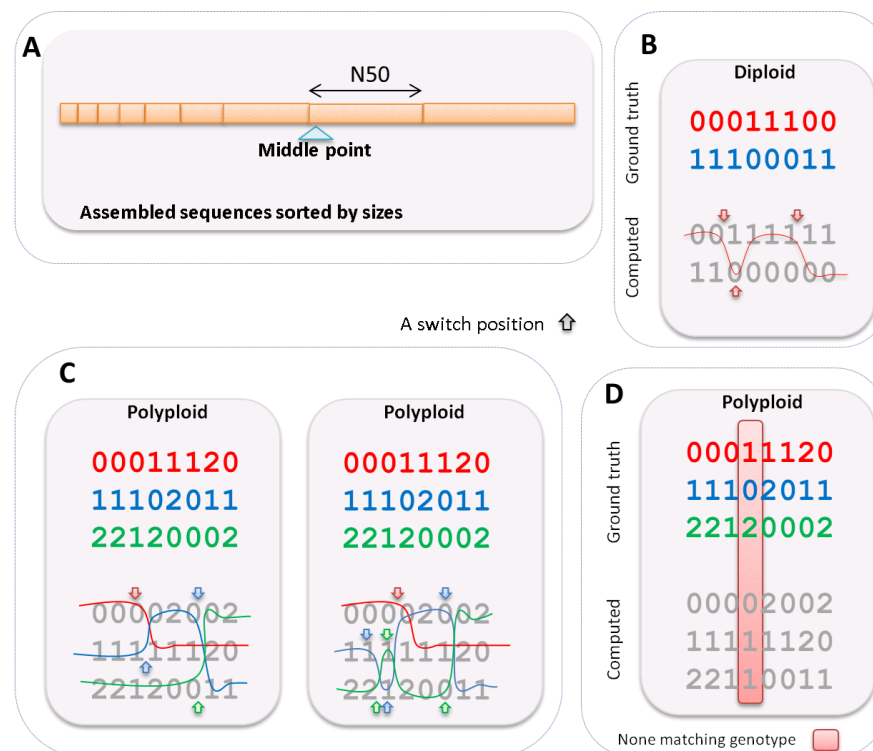 A
N50
Middle point
Assembled sequences sorted by sizes
B
Diploid
Ground truth
00011100
11100011
Computed
00111111
11000000
A switch position
C
Polyploid
00011120
11102011
22120002
00002002
11111120
22120011
Polyploid
00011120
11102011
22120002
00002002
11111120
22120011
D
Polyploid
Ground truth
00011120
11102011
22120002
Computed
00002002
11111120
22110011
None matching genotype